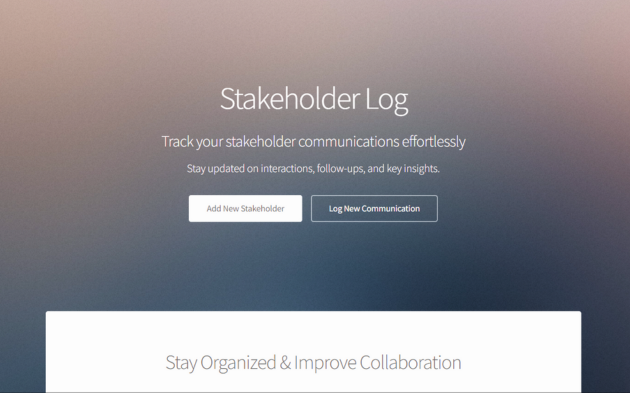 Stakeholder Log
Track your stakeholder communications effortlessly
Stay updated on interactions, follow-ups, and key insights.
Add New Stakeholder
Log New Communication
Stay Organized & Improve Collaboration